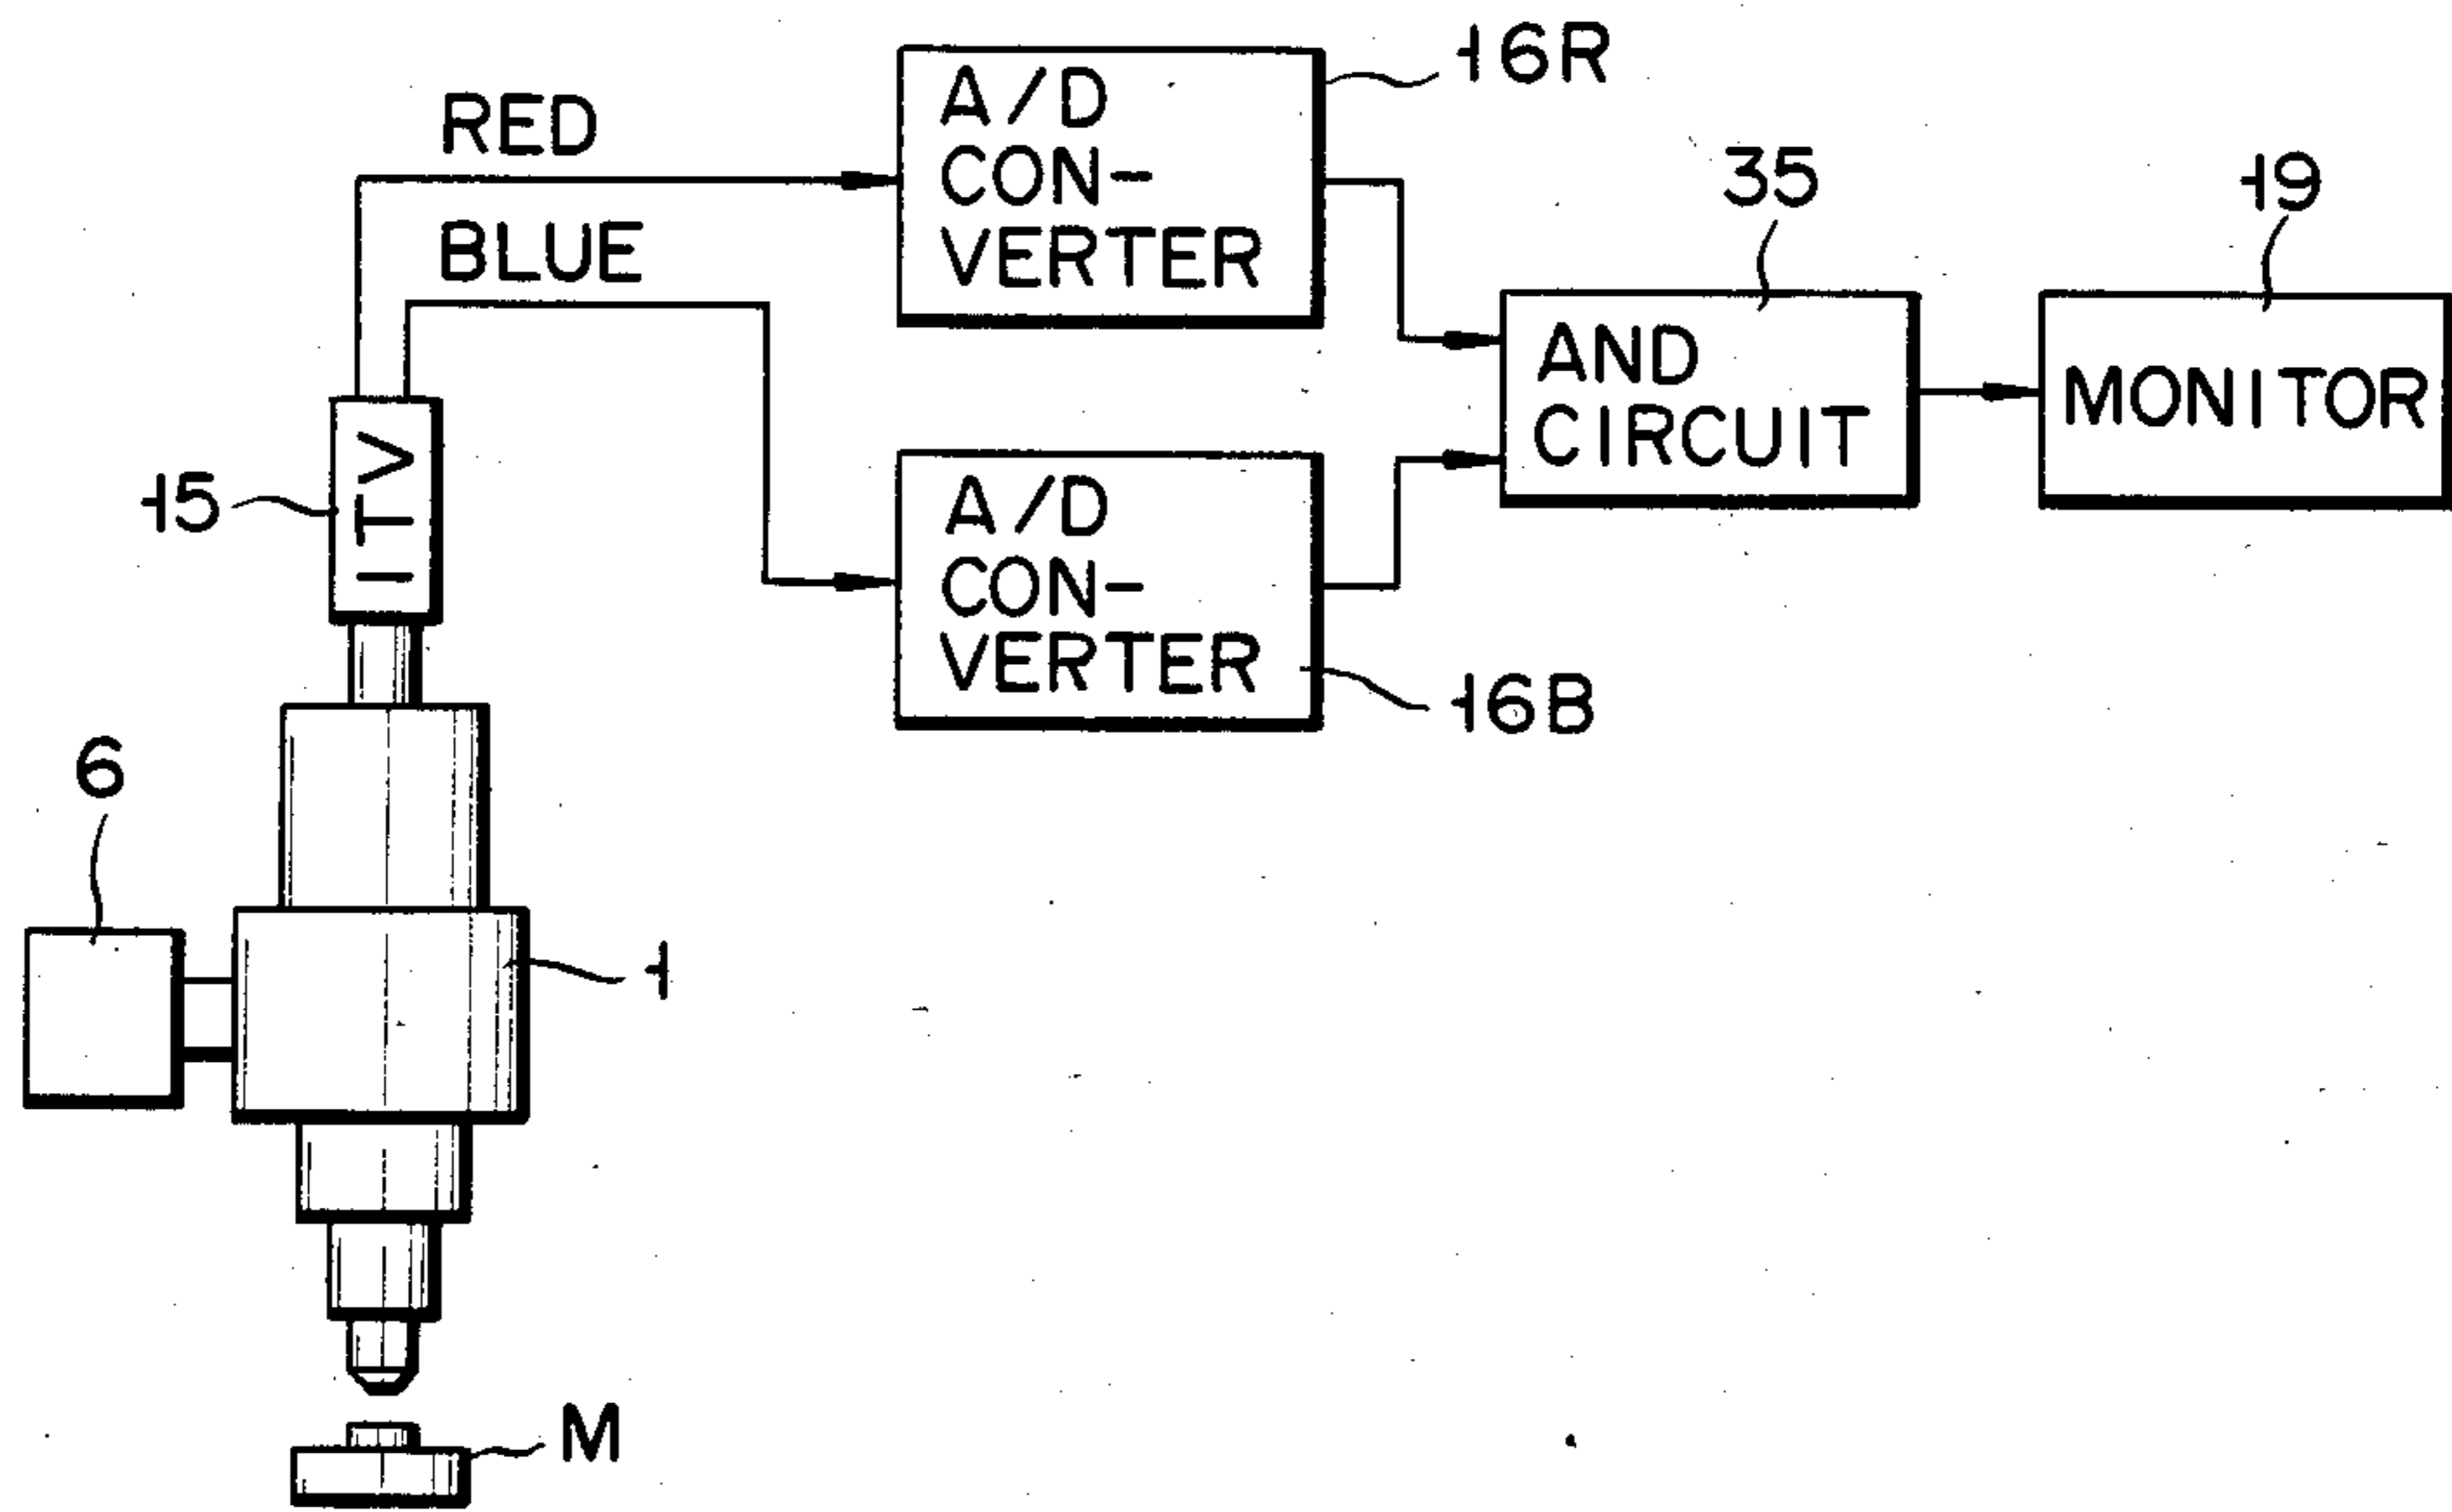 16R
A/D
CON-
VERTER
RED
35
19
BLUE
AND
CIRCUIT
MONITOR
15
ITV
A/D
CON-
VERTER
16B
6
1
M